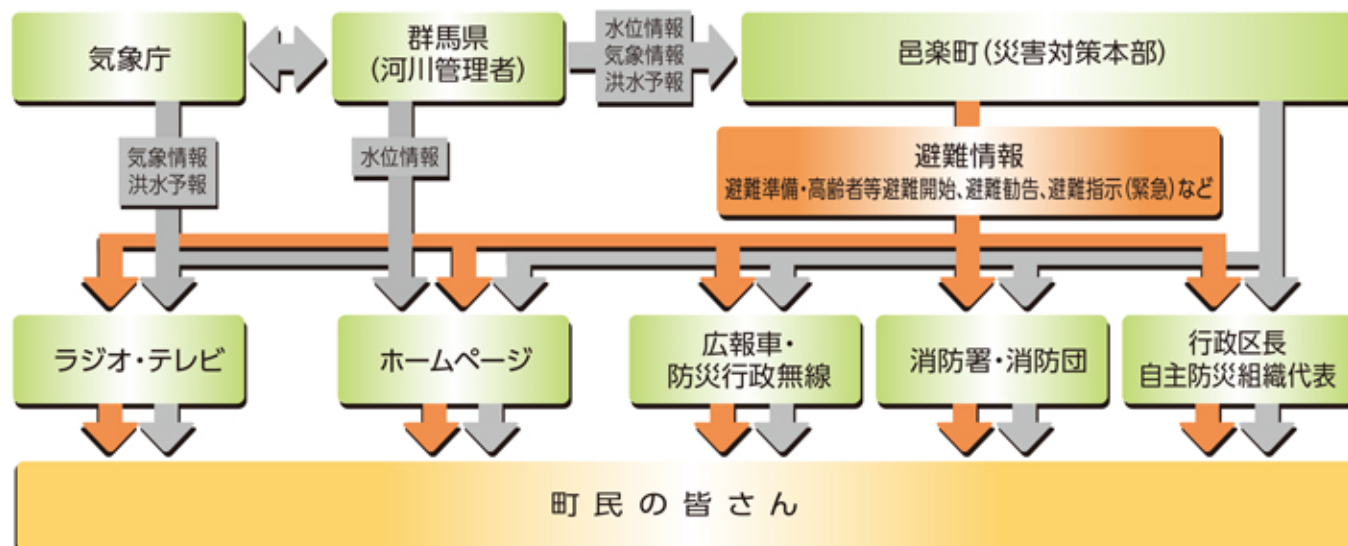 気象庁
群馬県
(河川管理者)
水位情報
気象情報
洪水予報
邑楽町(災害対策本部)
気象情報
洪水予報
水位情報
避難情報
避難準備・高齢者等避難開始、避難勧告、避難指示(緊急)など
ラジオ・テレビ
ホームページ
広報車・
防災行政無線
消防署・消防団
行政区長
自主防災組織代表
町民の皆さん